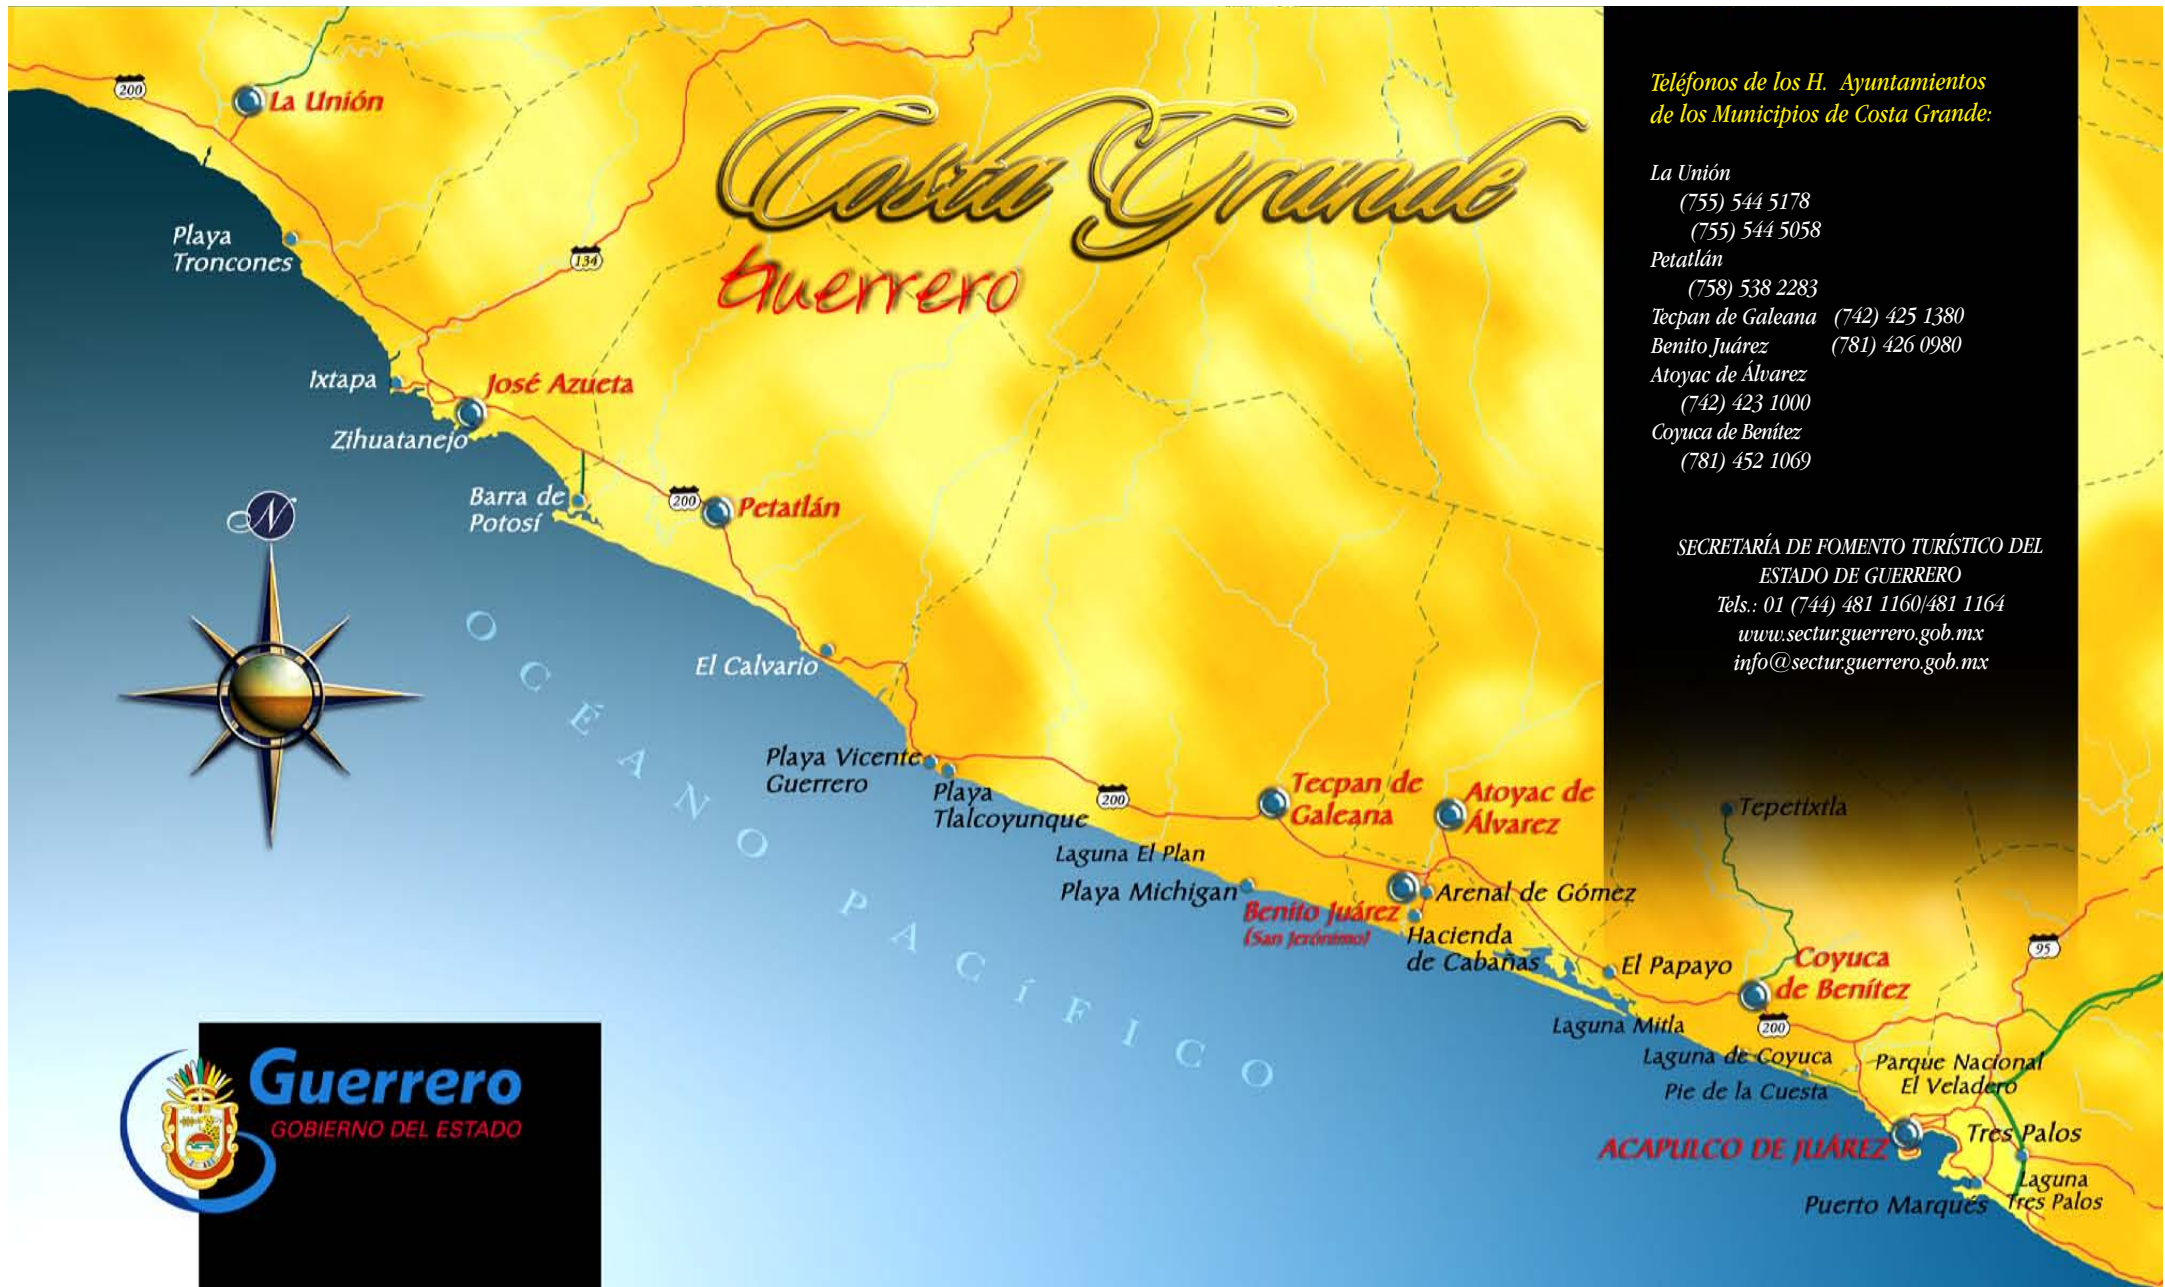 200
La Unión
Playa
Troncones
134
Costa Grande
Guerrero
Ixtapa
José Azueta
Zihuatanejo
Barra de
Potosí
200
Petatlán
N
El Calvario
OCÉANO PACíFICO
Playa Vicente
Guerrero
Playa
Tlalcoyunque
200
Tecpan de
Galeana
Atoyac de
Álvarez
Laguna El Plan
Playa Michigan
Benito Juárez
(San Jerónimo)
Arenal de Gómez
Hacienda
de Cabañas
El Papayo
Tepetixtla
Coyuca
de Benítez
95
200
Laguna Mitla
Laguna de Coyuca
Pie de la Cuesta
Parque Nacional
El Veladero
ACAPULCO DE JUÁREZ
Tres Palos
Laguna
Tres Palos
Puerto Marqués
Teléfonos de los H. Ayuntamientos
de los Municipios de Costa Grande:
La Unión
(755) 544 5178
(755) 544 5058
Petatlán
(758) 538 2283
Tecpan de Galeana (742) 425 1380
Benito Juárez (781) 426 0980
Atoyac de Álvarez
(742) 423 1000
Coyuca de Benítez
(781) 452 1069
SECRETARÍA DE FOMENTO TURÍSTICO DEL
ESTADO DE GUERRERO
Tels.: 01 (744) 481 1160/481 1164
www.sectur.guerrero.gob.mx
info@sectur.guerrero.gob.mx
Guerrero
GOBIERNO DEL ESTADO